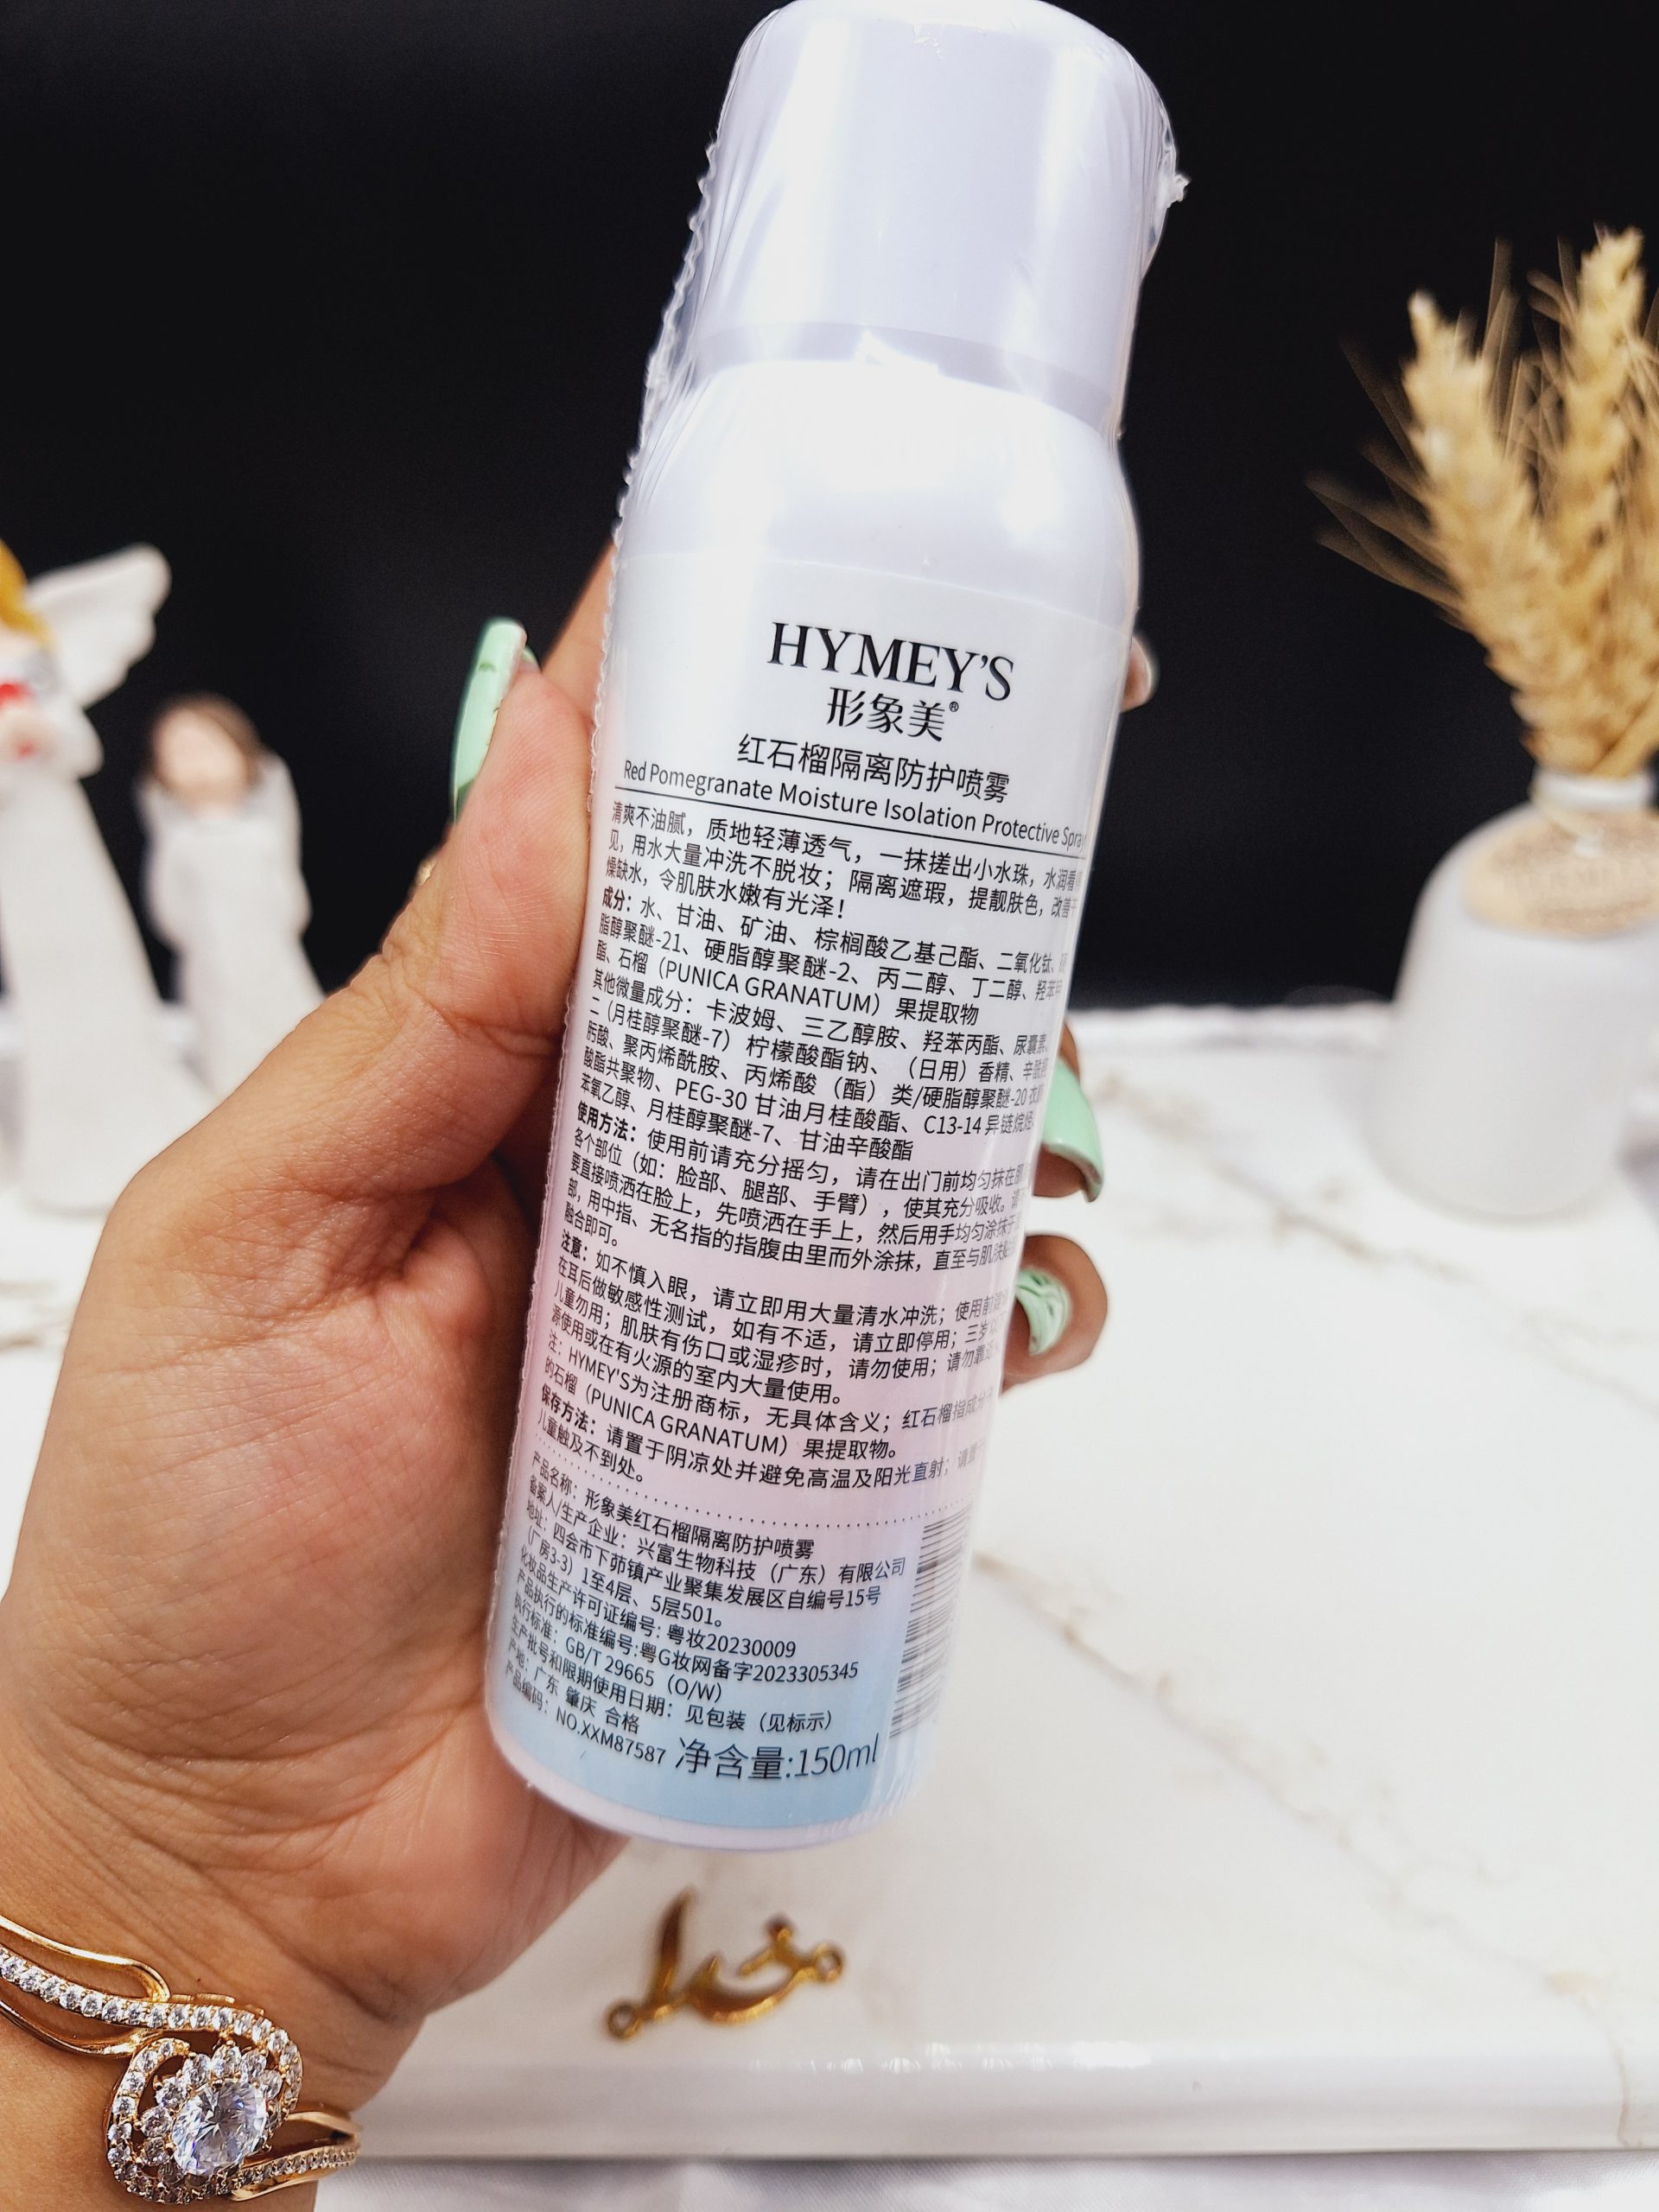 HYMEY'S
形象美®
红石榴隔离防护喷雾
Red Pomegranate Moisture Isolation Protective Spray
清爽不油腻，质地轻薄透气，一抹搓出小水珠，水润看得
见，用水大量冲洗不脱妆；隔离遮瑕，提靓肤色，改善干
燥缺水，令肌肤水嫩有光泽！
成分：水、甘油、矿油、棕榈酸乙基己酯、二氧化钛、硬
脂醇聚醚-21、硬脂醇聚醚-2、丙二醇、丁二醇、羟苯甲
酯、石榴（PUNICA GRANATUM）果提取物
其他微量成分：卡波姆、三乙醇胺、羟苯丙酯、尿囊素、
二（月桂醇聚醚-7）柠檬酸酯钠、（日用）香精、辛酰羟
肟酸、聚丙烯酰胺、丙烯酸（酯）类/硬脂醇聚醚-20 衣康
酸酯共聚物、PEG-30 甘油月桂酸酯、C13-14 异链烷烃、
苯氧乙醇、月桂醇聚醚-7、甘油辛酸酯
使用方法：使用前请充分摇匀，请在出门前均匀抹在肌
各个部位（如：脸部、腿部、手臂），使其充分吸收。请
要直接喷洒在脸上，先喷洒在手上，然后用手均匀涂抹于
部，用中指、无名指的指腹由里而外涂抹，直至与肌肤
融合即可。
注意：如不慎入眼，请立即用大量清水冲洗；使用前
在耳后做敏感性测试，如有不适，请立即停用；三岁
儿童勿用；肌肤有伤口或湿疹时，请勿使用；请勿靠近
源使用或在有火源的室内大量使用。
注：HYMEY'S为注册商标，无具体含义；红石榴指成分
的石榴（PUNICA GRANATUM）果提取物。
保存方法：请置于阴凉处并避免高温及阳光直射；请置
儿童触及不到处。
产品名称：形象美红石榴隔离防护喷雾
备案人/生产企业：兴富生物科技（广东）有限公司
地址：四会市下茆镇产业聚集发展区自编号15号
（厂房3-3）1至4层、5层501。
化妆品生产许可证编号: 粤妆20230009
产品执行的标准编号:粤G妆网备字2023305345
执行标准：GB/T 29665（O/W）
生产批号和限期使用日期：见包装（见标示）
产地：广东 肇庆 合格
产品编码：NO.XXM87587 净含量:150ml